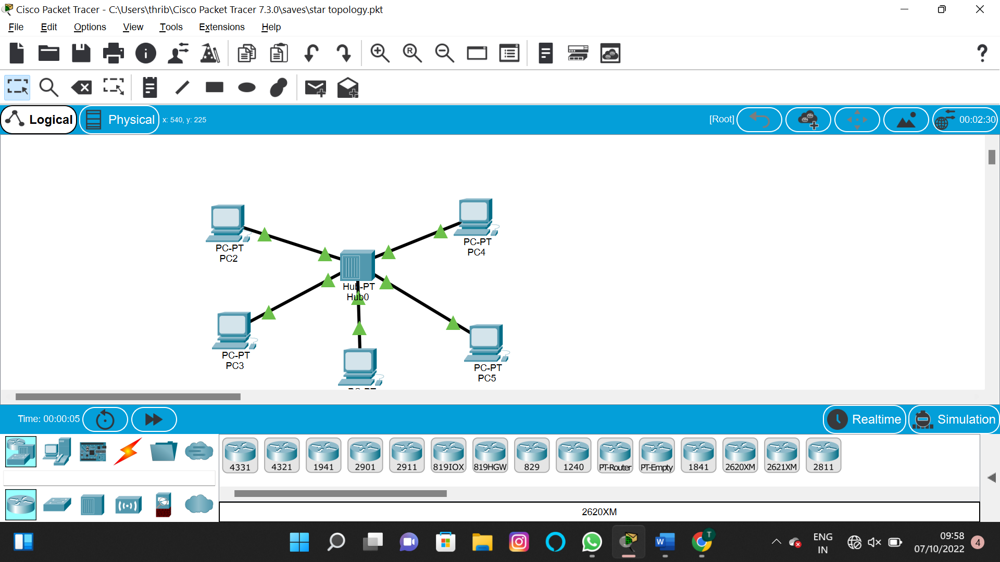 Cisco Packet Tracer - C:\Users\thrib\Cisco Packet Tracer 7.3.0\saves\star topology.pkt
File Edit Options View Tools Extensions Help
Logical Physical x: 540, y: 225 [Root] 00:02:30
PC-PT
PC2
PC-PT
PC4
Hub-PT
Hub0
PC-PT
PC3
PC-PT
PC5
PC-PT
Time: 00:00:05 Realtime Simulation
4331 4321 1941 2901 2911 819IOX 819HGW 829 1240 PT-Router PT-Empty 1841 2620XM 2621XM 2811
2620XM
ENG
IN
09:58
07/10/2022
4